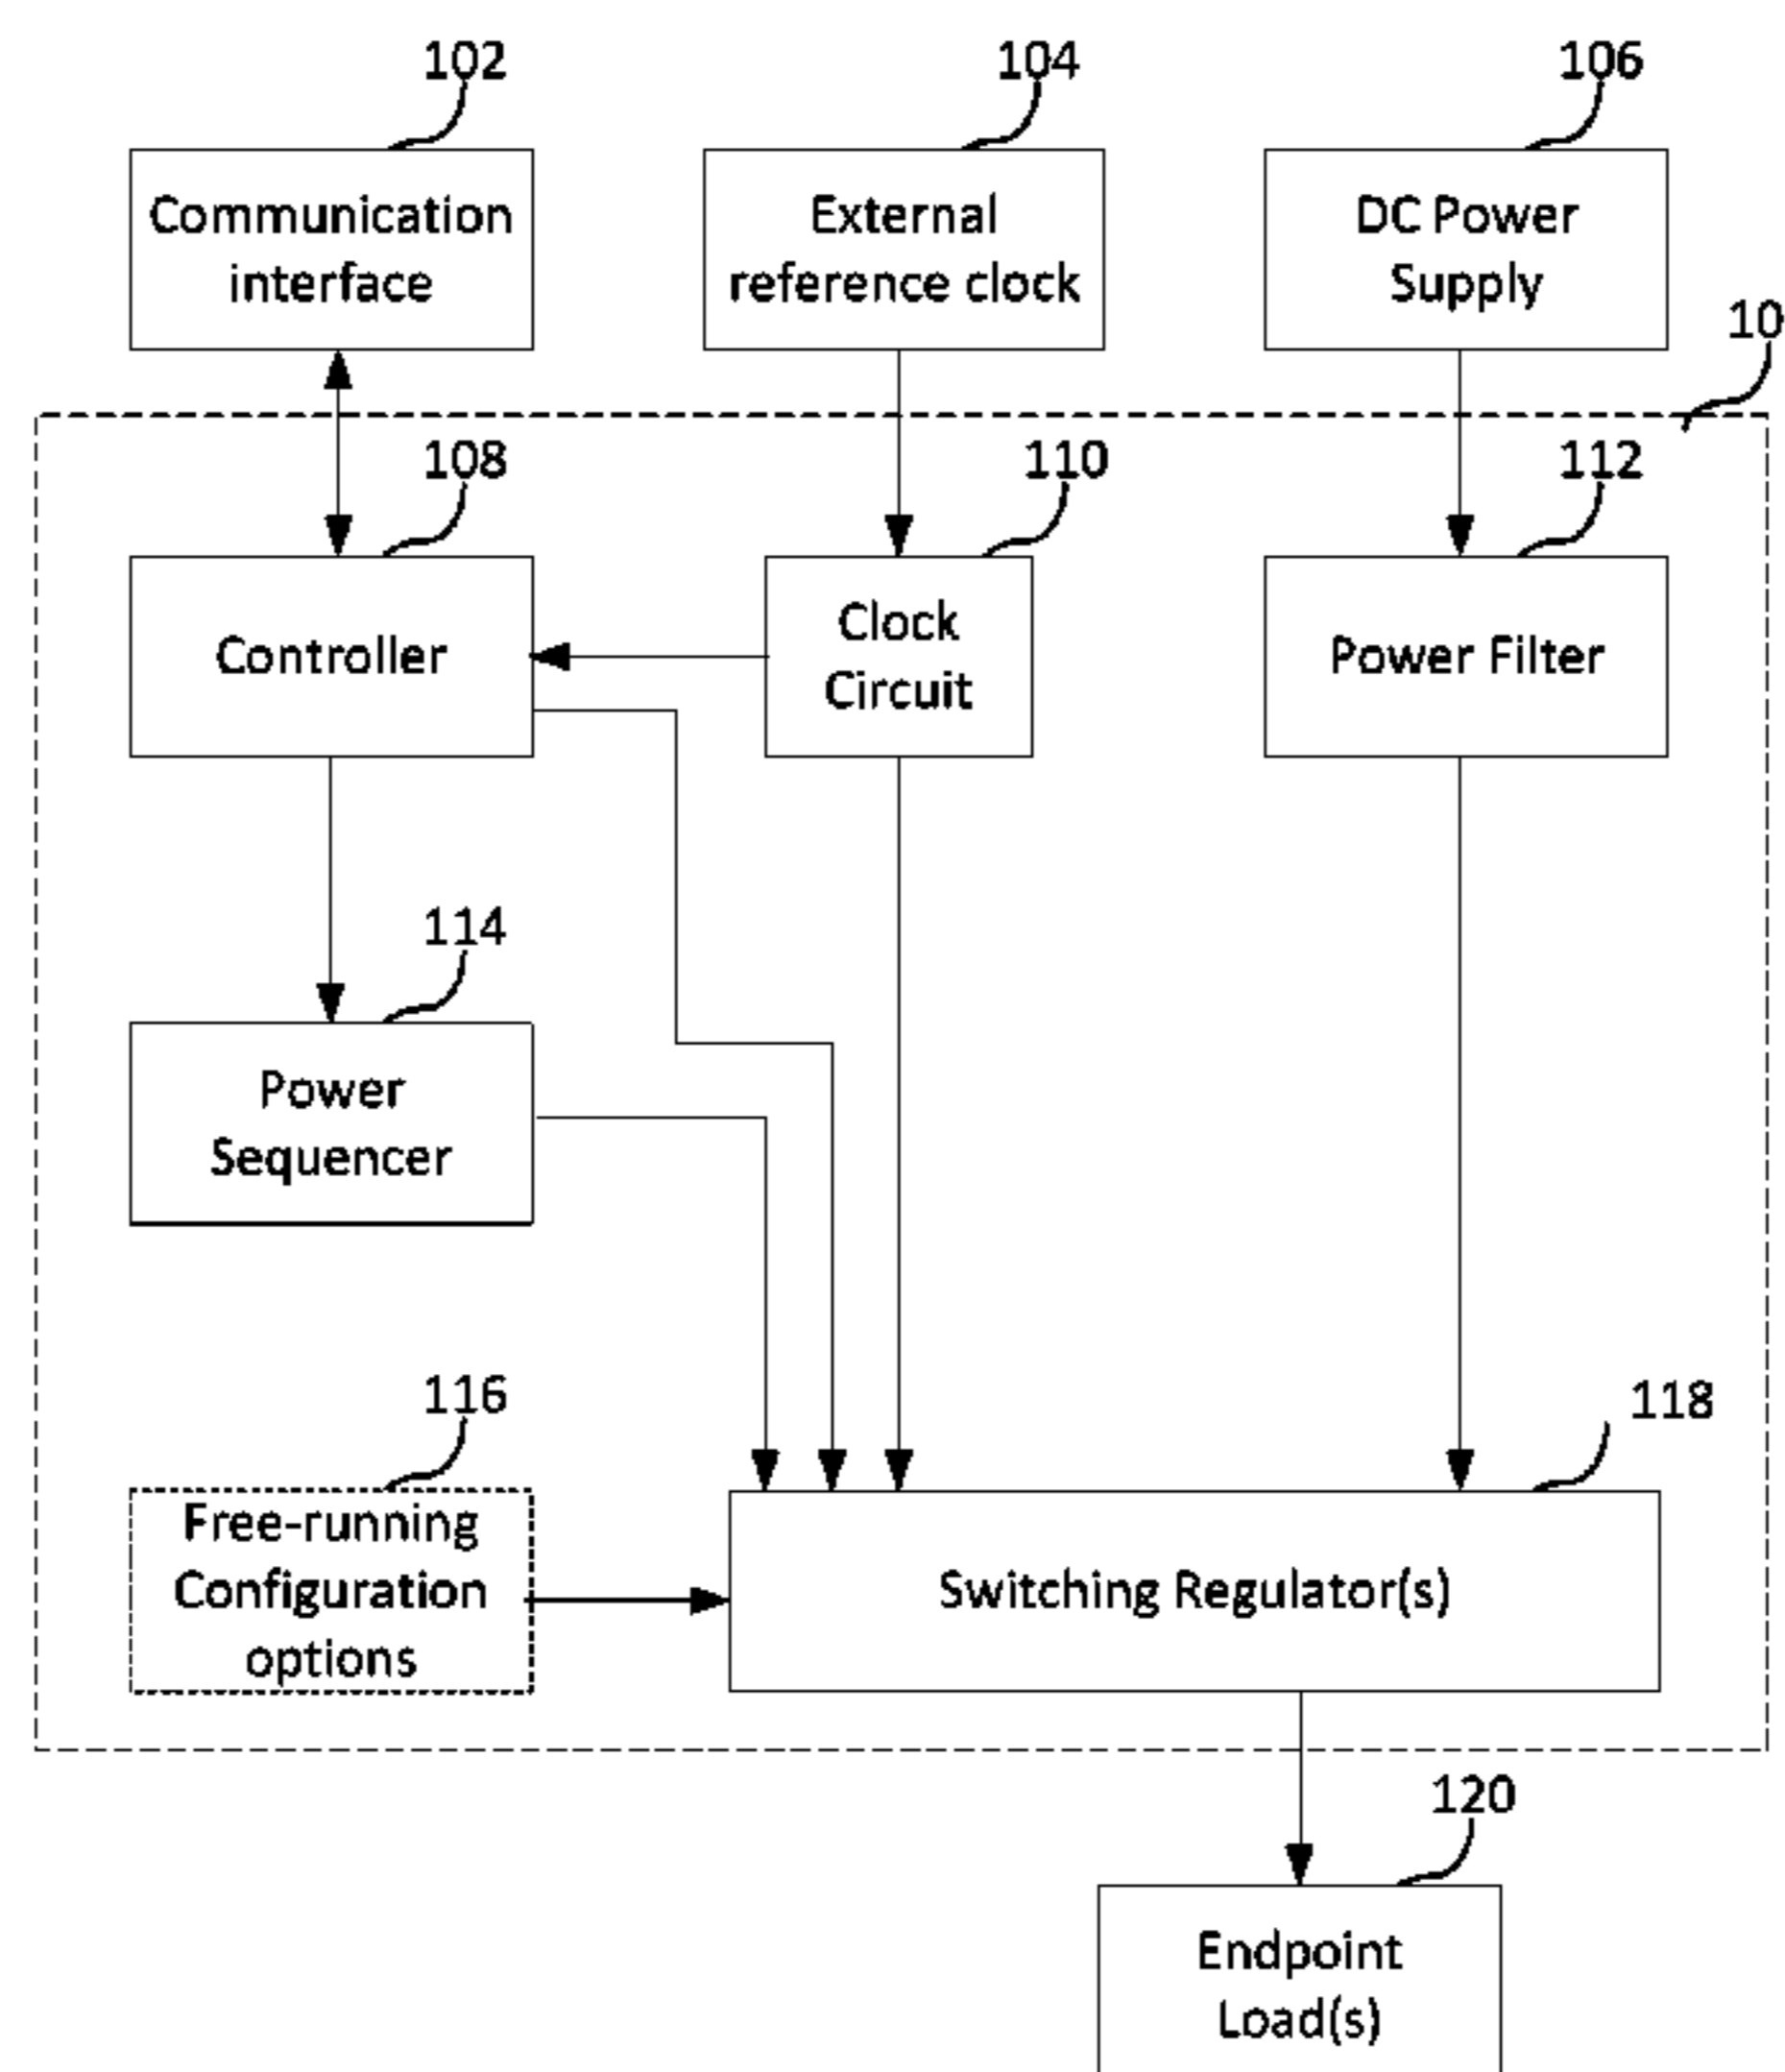 102
104
106
Communication
interface
External
reference clock
DC Power
Supply
10
108
110
112
Controller
Clock
Circuit
Power Filter
114
Power
Sequencer
116
118
Free-running
Configuration
options
Switching Regulator(s)
120
Endpoint
Load(s)